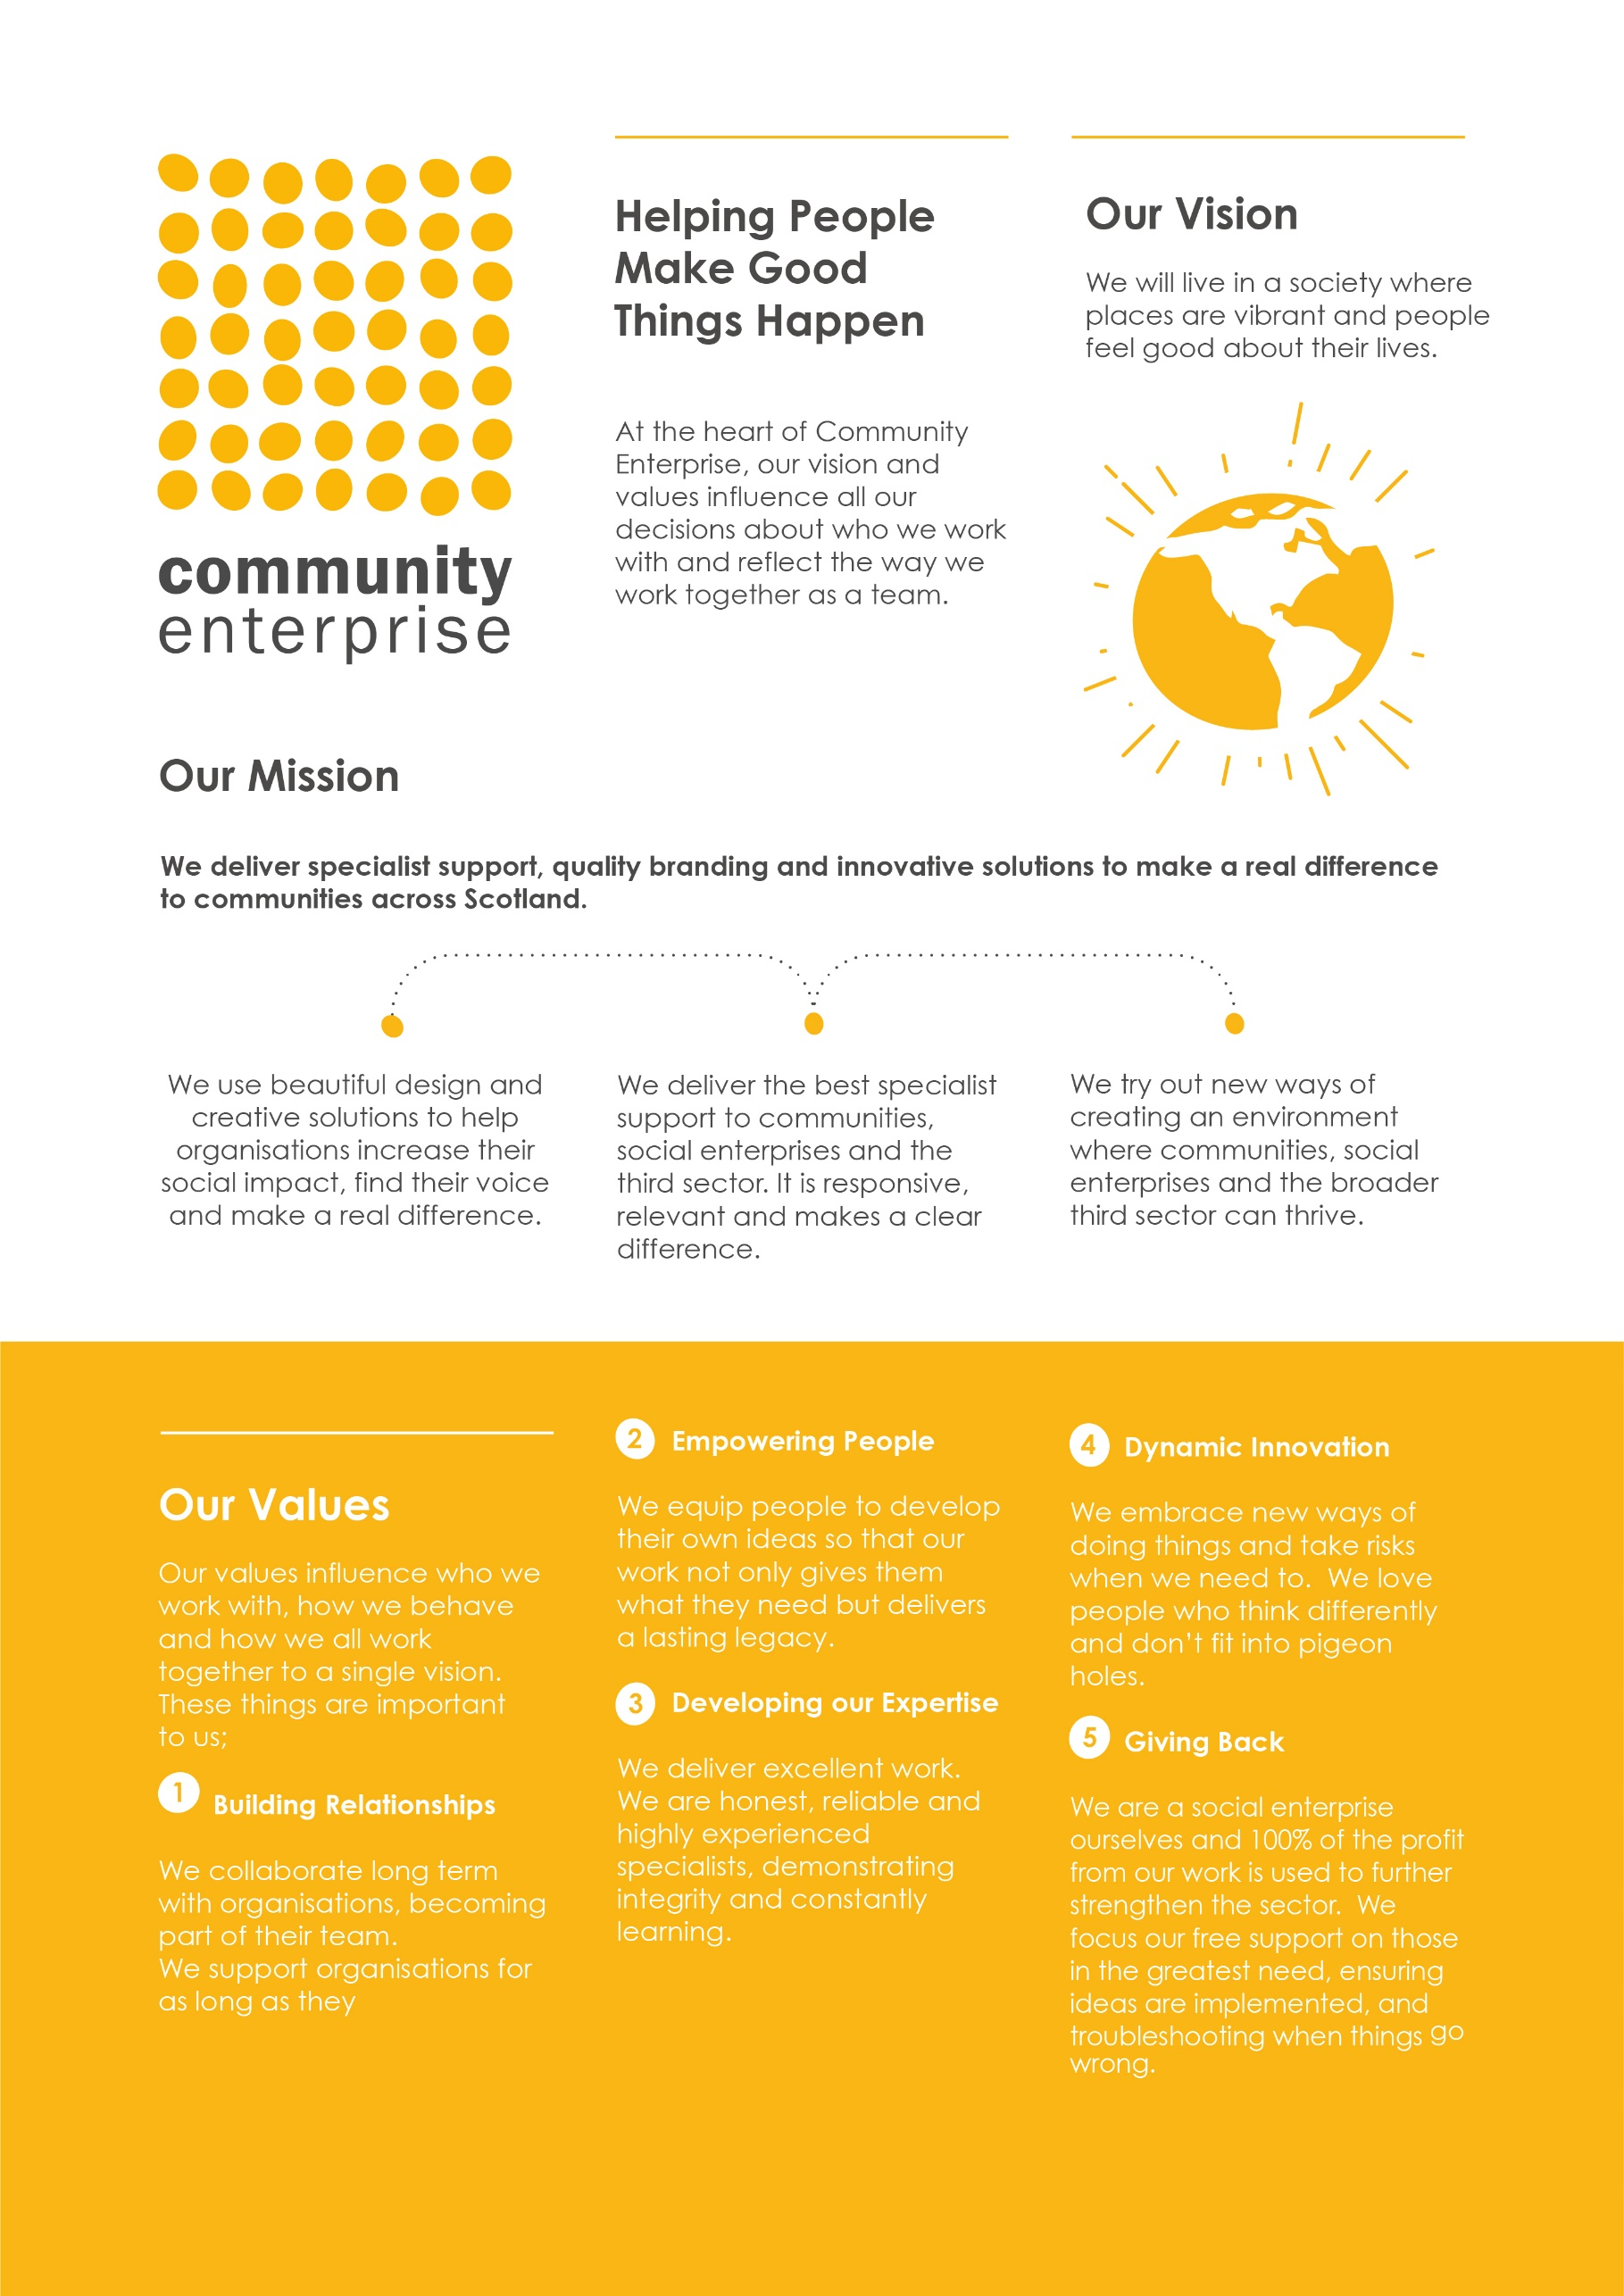 community
enterprise
Helping People
Make Good
Things Happen
At the heart of Community
Enterprise, our vision and
values influence all our
decisions about who we work
with and reflect the way we
work together as a team.
Our Vision
We will live in a society where
places are vibrant and people
feel good about their lives.
Our Mission
We deliver specialist support, quality branding and innovative solutions to make a real difference
to communities across Scotland.
We use beautiful design and
creative solutions to help
organisations increase their
social impact, find their voice
and make a real difference.
We deliver the best specialist
support to communities,
social enterprises and the
third sector. It is responsive,
relevant and makes a clear
difference.
We try out new ways of
creating an environment
where communities, social
enterprises and the broader
third sector can thrive.
Our Values
Our values influence who we
work with, how we behave
and how we all work
together to a single vision.
These things are important
to us;
1 Building Relationships
We collaborate long term
with organisations, becoming
part of their team.
We support organisations for
as long as they
2 Empowering People
We equip people to develop
their own ideas so that our
work not only gives them
what they need but delivers
a lasting legacy.
3 Developing our Expertise
We deliver excellent work.
We are honest, reliable and
highly experienced
specialists, demonstrating
integrity and constantly
learning.
4 Dynamic Innovation
We embrace new ways of
doing things and take risks
when we need to. We love
people who think differently
and don't fit into pigeon
holes.
5 Giving Back
We are a social enterprise
ourselves and 100% of the profit
from our work is used to further
strengthen the sector. We
focus our free support on those
in the greatest need, ensuring
ideas are implemented, and
troubleshooting when things go
wrong.